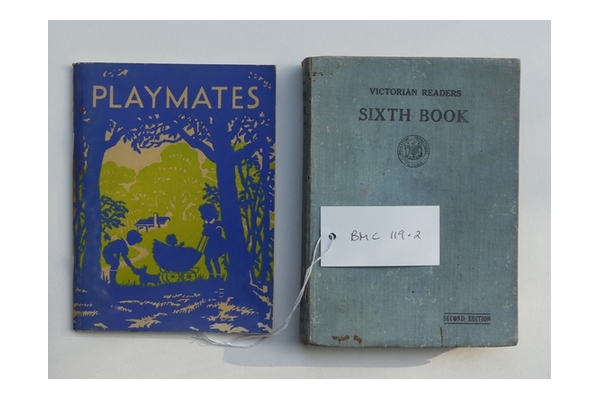 PLAYMATES
VICTORIAN READERS
SIXTH BOOK
BMC 119.2
SECOND EDITION